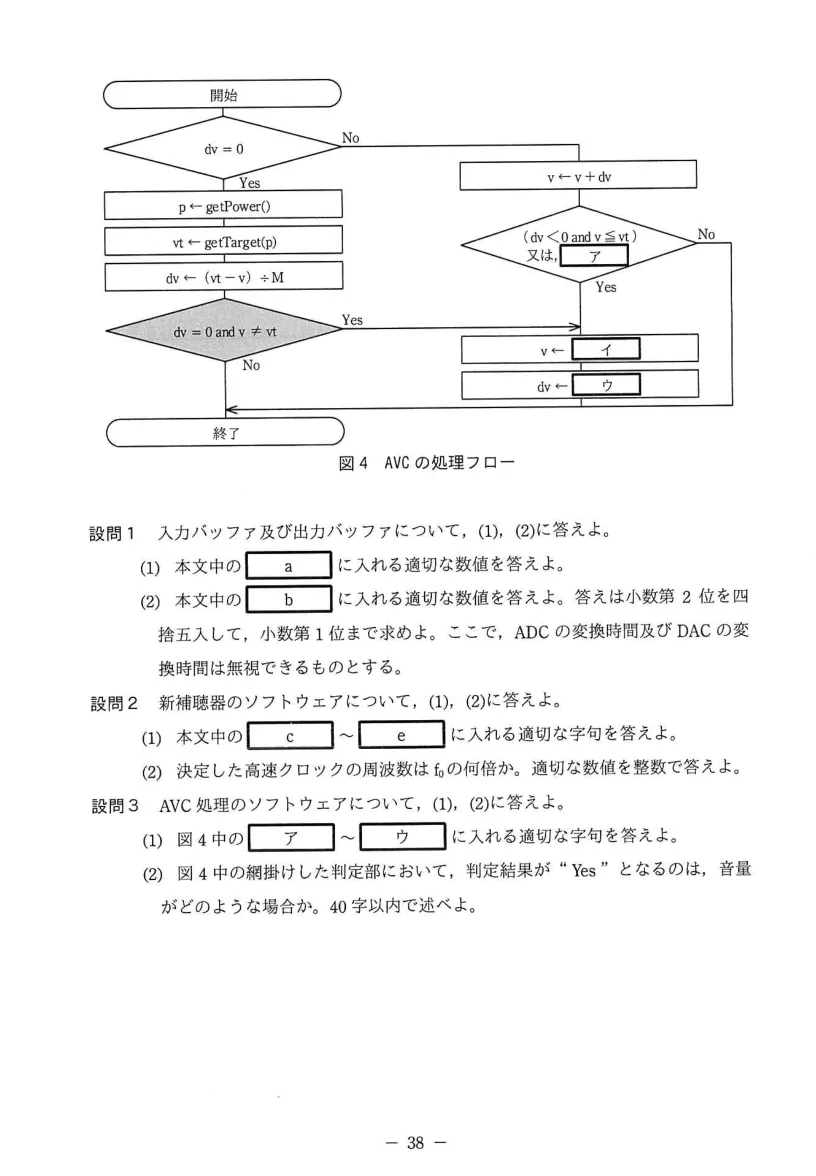 開始
dv = 0
No
Yes
p ← getPower()
vt ← getTarget(p)
dv ← (vt − v) ÷ M
dv = 0 and v ≠ vt
Yes
No
終了
v ← v + dv
(dv < 0 and v ≦ vt)
又は, ア
No
Yes
v ← イ
dv ← ウ
図4 AVC の処理フロー
設問1 入力バッファ及び出力バッファについて，(1)，(2)に答えよ。
(1) 本文中の a に入れる適切な数値を答えよ。
(2) 本文中の b に入れる適切な数値を答えよ。答えは小数第 2 位を四
捨五入して，小数第 1 位まで求めよ。ここで，ADC の変換時間及び DAC の変
換時間は無視できるものとする。
設問2 新補聴器のソフトウェアについて，(1)，(2)に答えよ。
(1) 本文中の c ～ e に入れる適切な字句を答えよ。
(2) 決定した高速クロックの周波数は f₀の何倍か。適切な数値を整数で答えよ。
設問3 AVC 処理のソフトウェアについて，(1)，(2)に答えよ。
(1) 図 4 中の ア ～ ウ に入れる適切な字句を答えよ。
(2) 図 4 中の網掛けした判定部において，判定結果が“ Yes ”となるのは，音量
がどのような場合か。40 字以内で述べよ。
− 38 −